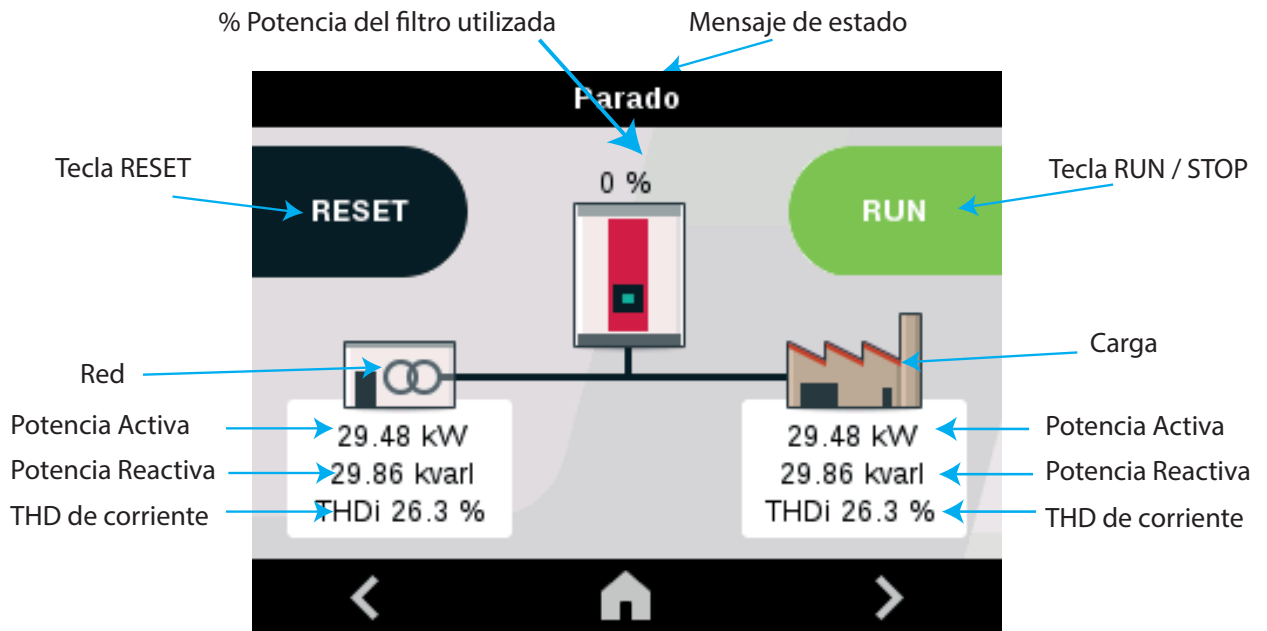 % Potencia del filtro utilizada
Mensaje de estado
Parado
Tecla RESET
Tecla RUN / STOP
0 %
RESET
RUN
Carga
Red
Potencia Activa
29.48 kW
29.48 kW
Potencia Activa
Potencia Reactiva
29.86 kvarl
29.86 kvarl
Potencia Reactiva
THD de corriente
THDi 26.3 %
THDi 26.3 %
THD de corriente